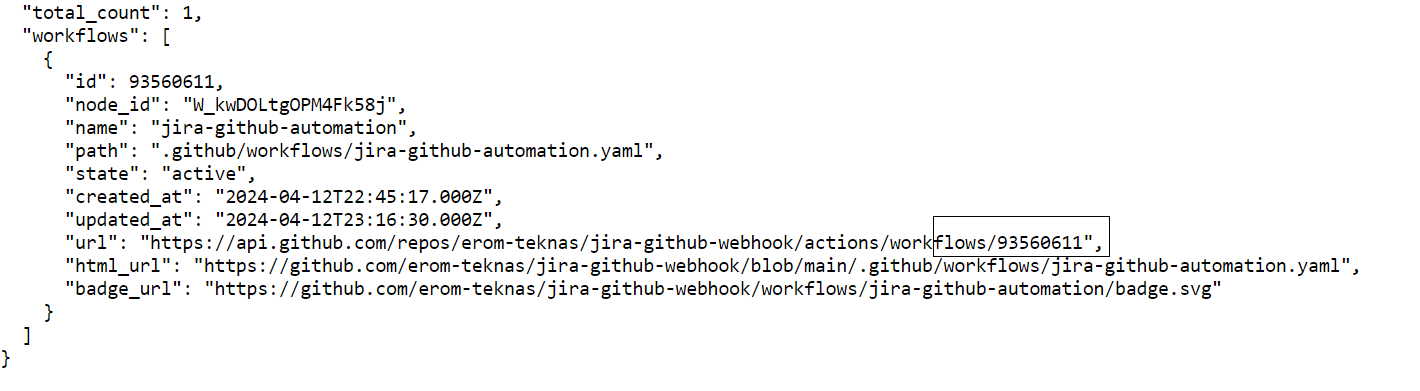 "total_count": 1,
"workflows": [
{
"id": 93560611,
"node_id": "W_kwDOLtgOPM4Fk58j",
"name": "jira-github-automation",
"path": ".github/workflows/jira-github-automation.yaml",
"state": "active",
"created_at": "2024-04-12T22:45:17.000Z",
"updated_at": "2024-04-12T23:16:30.000Z",
"url": "https://api.github.com/repos/erom-teknas/jira-github-webhook/actions/workflows/93560611",
"html_url": "https://github.com/erom-teknas/jira-github-webhook/blob/main/.github/workflows/jira-github-automation.yaml",
"badge_url": "https://github.com/erom-teknas/jira-github-webhook/workflows/jira-github-automation/badge.svg"
}
]
}